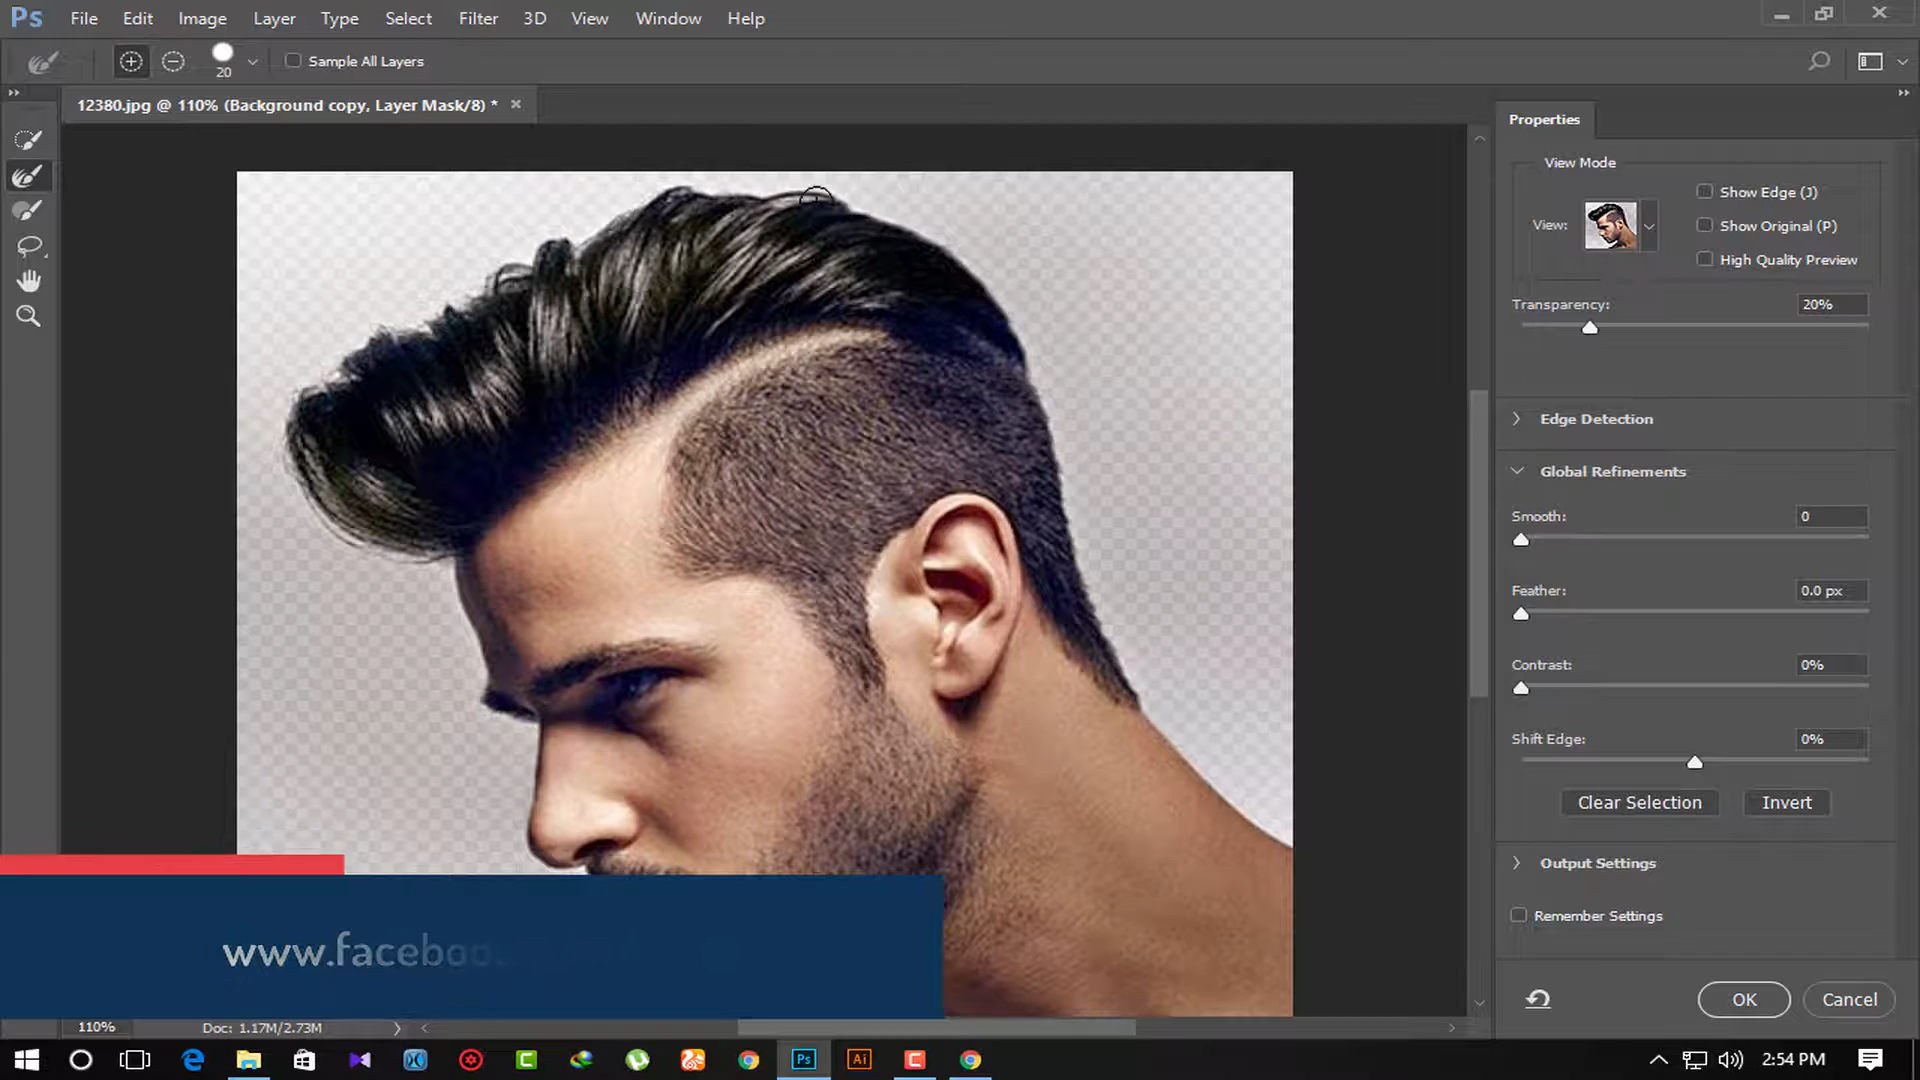 Ps File Edit Image Layer Type Select Filter 3D View Window Help
20 Sample All Layers
12380.jpg @ 110% (Background copy, Layer Mask/8) *
Properties
View Mode
View:
Show Edge (J)
Show Original (P)
High Quality Preview
Transparency: 20%
Edge Detection
Global Refinements
Smooth: 0
Feather: 0.0 px
Contrast: 0%
Shift Edge: 0%
Clear Selection Invert
Output Settings
Remember Settings
OK Cancel
www.faceboo
110% Doc: 1.17M/2.73M
Ps Ai 2:54 PM